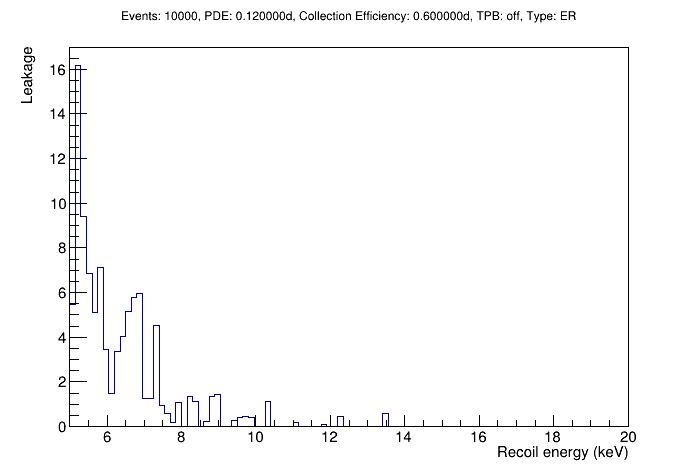 Events: 10000, PDE: 0.120000d, Collection Efficiency: 0.600000d, TPB: off, Type: ER
Leakage
16
14
12
10
8
6
4
2
0
6 8 10 12 14 16 18 20
Recoil energy (keV)